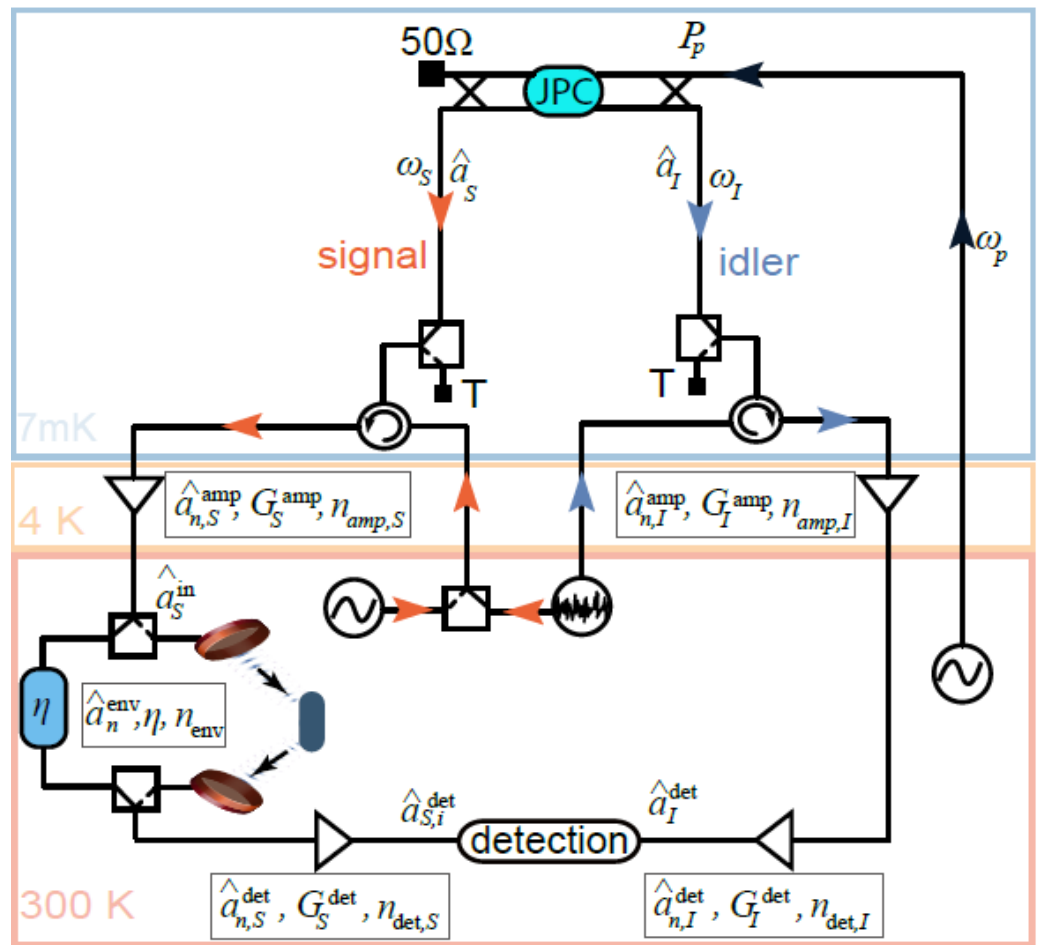 50Ω
P_p
JPC
ω_S â_S
â_I ω_I
signal
idler
ω_p
T
T
7mK
â_{n,S}^{amp}, G_S^{amp}, n_{amp,S}
â_{n,I}^{amp}, G_I^{amp}, n_{amp,I}
4 K
â_S^{in}
η
â_n^{env}, η, n_{env}
â_{S,i}^{det}
â_I^{det}
detection
â_{n,S}^{det}, G_S^{det}, n_{det,S}
â_{n,I}^{det}, G_I^{det}, n_{det,I}
300 K